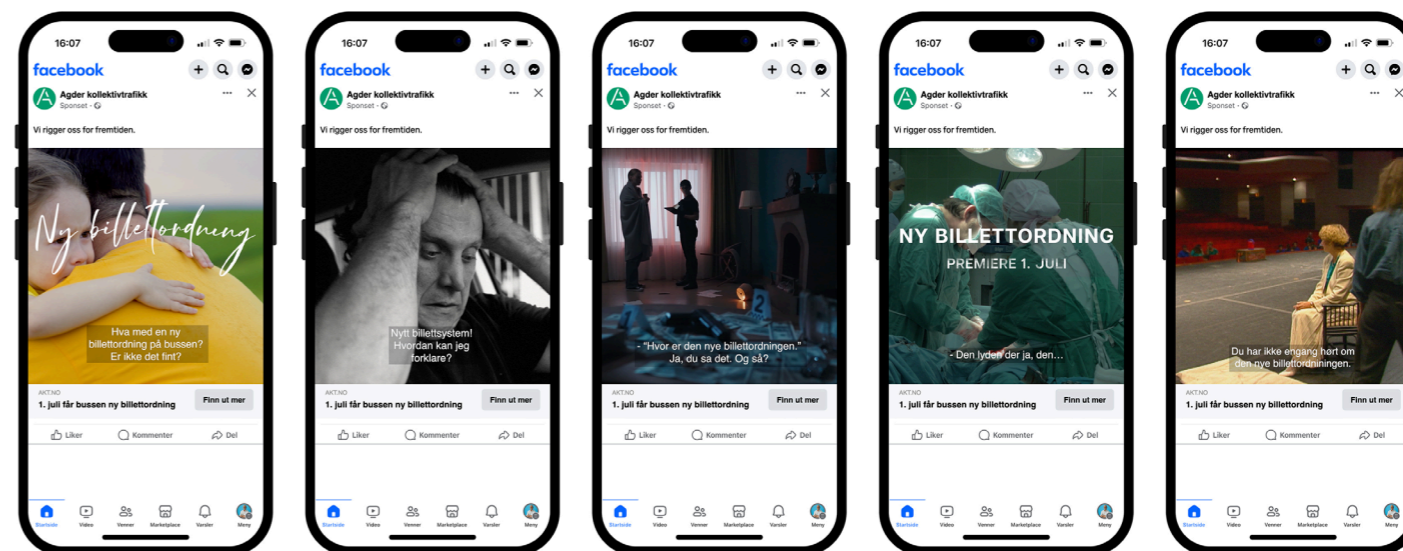 16:07
facebook
Agder kollektivtrafikk
Sponset ·
Vi rigger oss for fremtiden.
Ny billettordning
Hva med en ny
billettordning på bussen?
Er ikke det fint?
AKT.NO
1. juli får bussen ny billettordning
Finn ut mer
Liker
Kommenter
Del
Startside
Video
Venner
Marketplace
Varsler
Meny
16:07
facebook
Agder kollektivtrafikk
Sponset ·
Vi rigger oss for fremtiden.
Nytt billettsystem!
Hvordan kan jeg
forklare?
AKT.NO
1. juli får bussen ny billettordning
Finn ut mer
Liker
Kommenter
Del
Startside
Video
Venner
Marketplace
Varsler
Meny
16:07
facebook
Agder kollektivtrafikk
Sponset ·
Vi rigger oss for fremtiden.
2
- "Hvor er den nye billettordningen."
Ja, du sa det. Og så?
AKT.NO
1. juli får bussen ny billettordning
Finn ut mer
Liker
Kommenter
Del
Startside
Video
Venner
Marketplace
Varsler
Meny
16:07
facebook
Agder kollektivtrafikk
Sponset ·
Vi rigger oss for fremtiden.
NY BILLETTORDNING
PREMIERE 1. JULI
- Den lyden der ja, den…
AKT.NO
1. juli får bussen ny billettordning
Finn ut mer
Liker
Kommenter
Del
Startside
Video
Venner
Marketplace
Varsler
Meny
16:07
facebook
Agder kollektivtrafikk
Sponset ·
Vi rigger oss for fremtiden.
Du har ikke engang hørt om
den nye billettordniningen.
AKT.NO
1. juli får bussen ny billettordning
Finn ut mer
Liker
Kommenter
Del
Startside
Video
Venner
Marketplace
Varsler
Meny